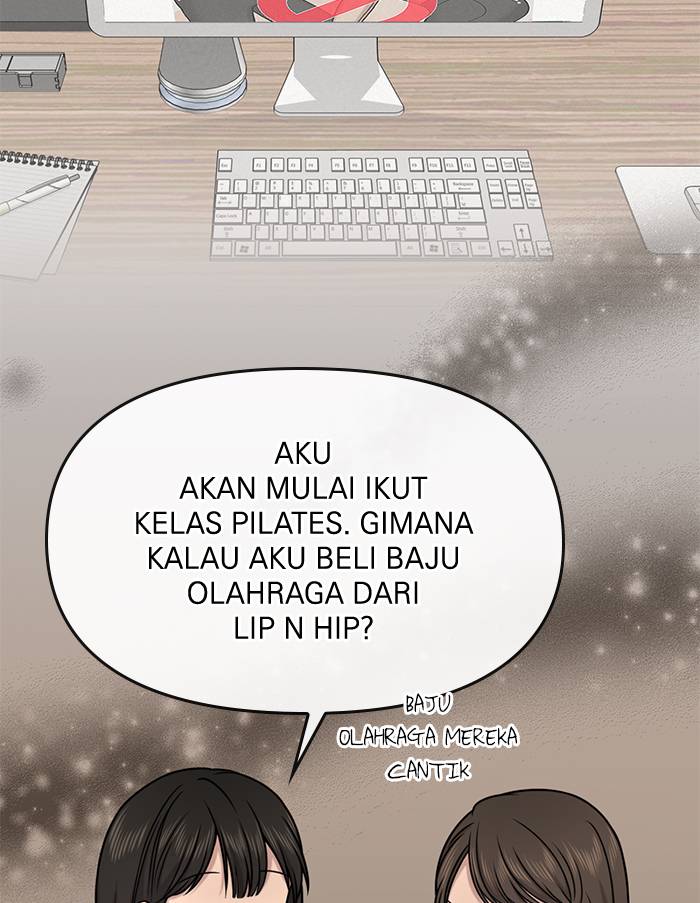 AKU
AKAN MULAI IKUT
KELAS PILATES. GIMANA
KALAU AKU BELI BAJU
OLAHRAGA DARI
LIP N HIP?
BAJU
OLAHRAGA MEREKA
CANTIK